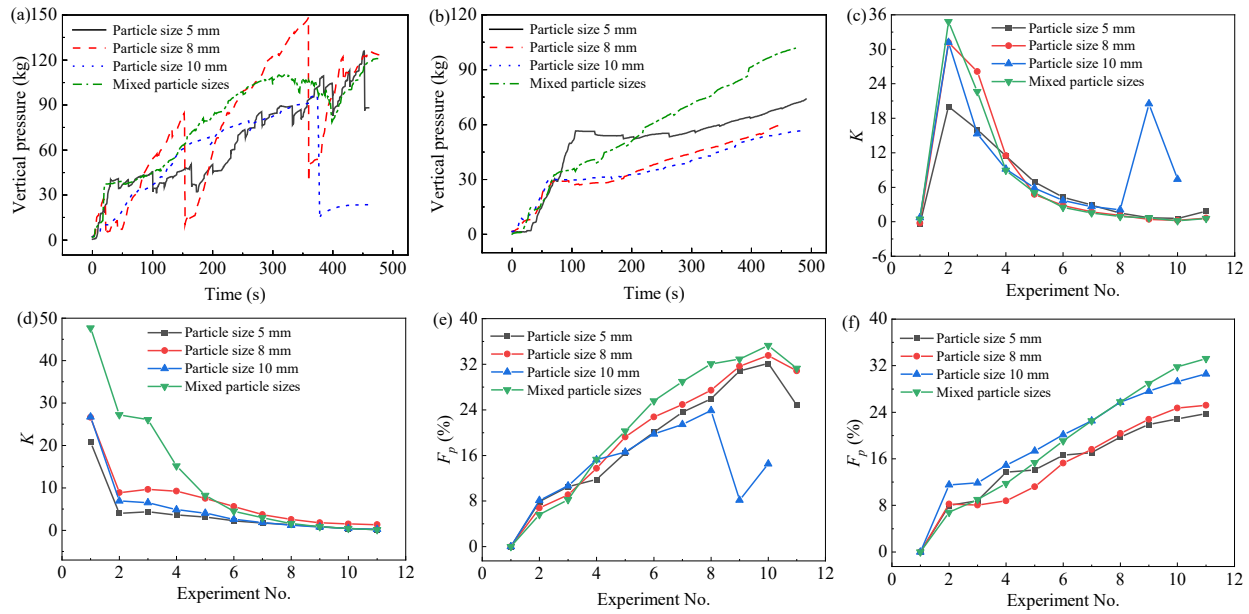 (a)
150
120
90
60
30
0
Vertical pressure (kg)
Particle size 5 mm
Particle size 8 mm
Particle size 10 mm
Mixed particle sizes
0 100 200 300 400 500
Time (s)
(b)
120
90
60
30
0
Vertical pressure (kg)
Particle size 5 mm
Particle size 8 mm
Particle size 10 mm
Mixed particle sizes
0 100 200 300 400 500
Time (s)
(c)
36
30
24
18
12
6
0
-6
K
Particle size 5 mm
Particle size 8 mm
Particle size 10 mm
Mixed particle sizes
0 2 4 6 8 10 12
Experiment No.
(d)
50
40
30
20
10
0
K
Particle size 5 mm
Particle size 8 mm
Particle size 10 mm
Mixed particle sizes
0 1 2 3 4 5 6 7 8 9 10 11 12
Experiment No.
(e)
40
32
24
16
8
0
Fp (%)
Particle size 5 mm
Particle size 8 mm
Particle size 10 mm
Mixed particle sizes
0 2 4 6 8 10 12
Experiment No.
(f)
40
32
24
16
8
0
Fp (%)
Particle size 5 mm
Particle size 8 mm
Particle size 10 mm
Mixed particle sizes
0 2 4 6 8 10 12
Experiment No.